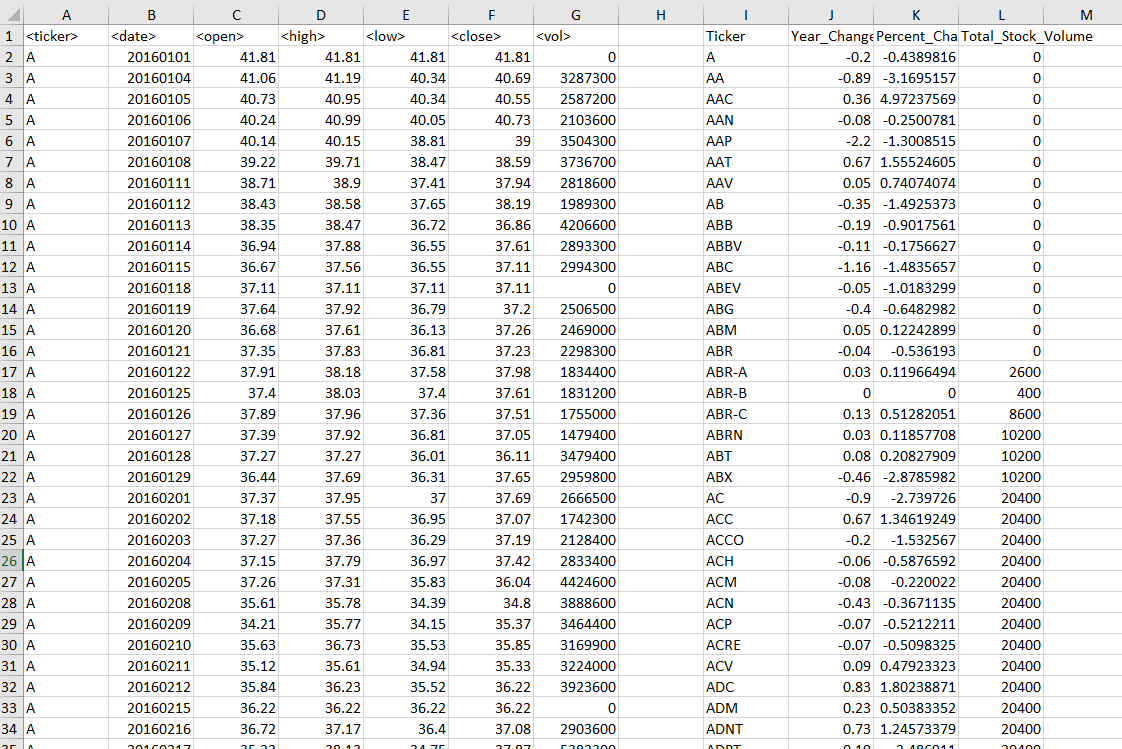 A B C D E F G H I J K L M
1 <ticker> <date> <open> <high> <low> <close> <vol> Ticker Year_Change Percent_Cha Total_Stock_Volume
2 A 20160101 41.81 41.81 41.81 41.81 0 A -0.2 -0.4389816 0
3 A 20160104 41.06 41.19 40.34 40.69 3287300 AA -0.89 -3.1695157 0
4 A 20160105 40.73 40.95 40.34 40.55 2587200 AAC 0.36 4.97237569 0
5 A 20160106 40.24 40.99 40.05 40.73 2103600 AAN -0.08 -0.2500781 0
6 A 20160107 40.14 40.15 38.81 39 3504300 AAP -2.2 -1.3008515 0
7 A 20160108 39.22 39.71 38.47 38.59 3736700 AAT 0.67 1.55524605 0
8 A 20160111 38.71 38.9 37.41 37.94 2818600 AAV 0.05 0.74074074 0
9 A 20160112 38.43 38.58 37.65 38.19 1989300 AB -0.35 -1.4925373 0
10 A 20160113 38.35 38.47 36.72 36.86 4206600 ABB -0.19 -0.9017561 0
11 A 20160114 36.94 37.88 36.55 37.61 2893300 ABBV -0.11 -0.1756627 0
12 A 20160115 36.67 37.56 36.55 37.11 2994300 ABC -1.16 -1.4835657 0
13 A 20160118 37.11 37.11 37.11 37.11 0 ABEV -0.05 -1.0183299 0
14 A 20160119 37.64 37.92 36.79 37.2 2506500 ABG -0.4 -0.6482982 0
15 A 20160120 36.68 37.61 36.13 37.26 2469000 ABM 0.05 0.12242899 0
16 A 20160121 37.35 37.83 36.81 37.23 2298300 ABR -0.04 -0.536193 0
17 A 20160122 37.91 38.18 37.58 37.98 1834400 ABR-A 0.03 0.11966494 2600
18 A 20160125 37.4 38.03 37.4 37.61 1831200 ABR-B 0 0 400
19 A 20160126 37.89 37.96 37.36 37.51 1755000 ABR-C 0.13 0.51282051 8600
20 A 20160127 37.39 37.92 36.81 37.05 1479400 ABRN 0.03 0.11857708 10200
21 A 20160128 37.27 37.27 36.01 36.11 3479400 ABT 0.08 0.20827909 10200
22 A 20160129 36.44 37.69 36.31 37.65 2959800 ABX -0.46 -2.8785982 10200
23 A 20160201 37.37 37.95 37 37.69 2666500 AC -0.9 -2.739726 20400
24 A 20160202 37.18 37.55 36.95 37.07 1742300 ACC 0.67 1.34619249 20400
25 A 20160203 37.27 37.36 36.29 37.19 2128400 ACCO -0.2 -1.532567 20400
26 A 20160204 37.15 37.79 36.97 37.42 2833400 ACH -0.06 -0.5876592 20400
27 A 20160205 37.26 37.31 35.83 36.04 4424600 ACM -0.08 -0.220022 20400
28 A 20160208 35.61 35.78 34.39 34.8 3888600 ACN -0.43 -0.3671135 20400
29 A 20160209 34.21 35.77 34.15 35.37 3464400 ACP -0.07 -0.5212211 20400
30 A 20160210 35.63 36.73 35.53 35.85 3169900 ACRE -0.07 -0.5098325 20400
31 A 20160211 35.12 35.61 34.94 35.33 3224000 ACV 0.09 0.47923323 20400
32 A 20160212 35.84 36.23 35.52 36.22 3923600 ADC 0.83 1.80238871 20400
33 A 20160215 36.22 36.22 36.22 36.22 0 ADM 0.23 0.50383352 20400
34 A 20160216 36.72 37.17 36.4 37.08 2903600 ADNT 0.73 1.24573379 20400